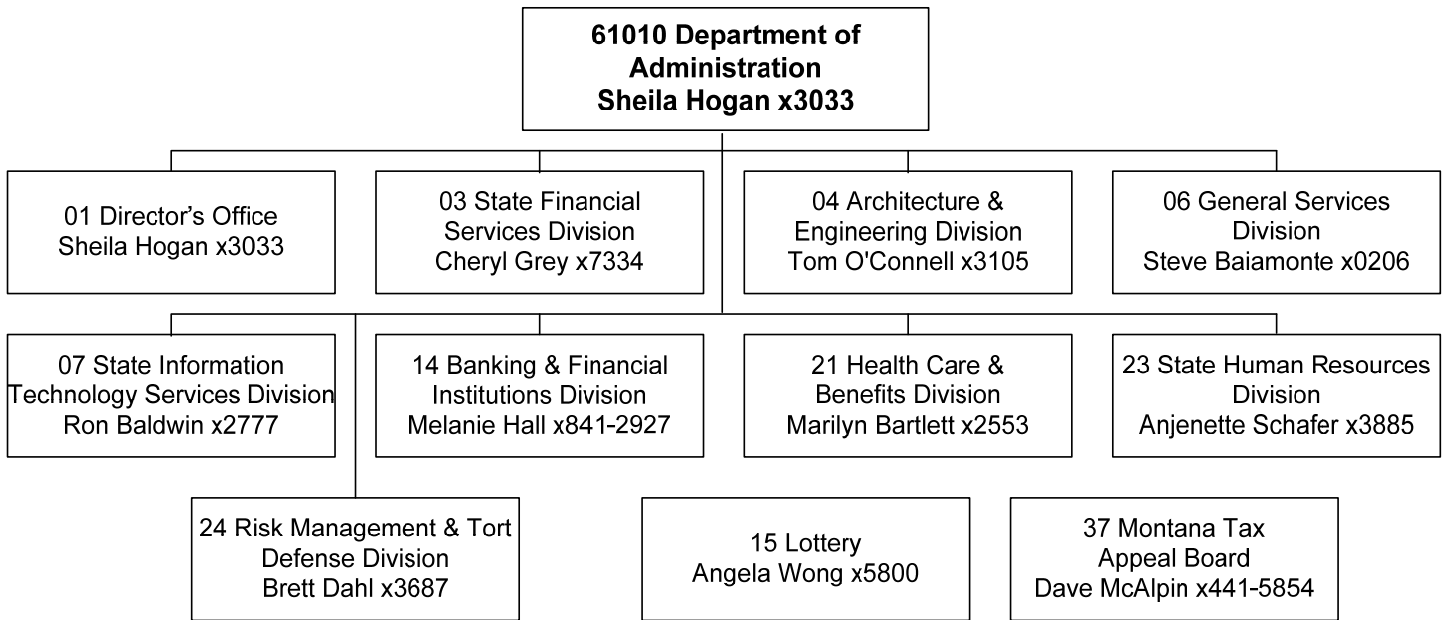 61010 Department of
Administration
Sheila Hogan x3033
01 Director’s Office
Sheila Hogan x3033
03 State Financial
Services Division
Cheryl Grey x7334
04 Architecture &
Engineering Division
Tom O'Connell x3105
06 General Services
Division
Steve Baiamonte x0206
07 State Information
Technology Services Division
Ron Baldwin x2777
14 Banking & Financial
Institutions Division
Melanie Hall x841-2927
21 Health Care &
Benefits Division
Marilyn Bartlett x2553
23 State Human Resources
Division
Anjenette Schafer x3885
24 Risk Management & Tort
Defense Division
Brett Dahl x3687
15 Lottery
Angela Wong x5800
37 Montana Tax
Appeal Board
Dave McAlpin x441-5854